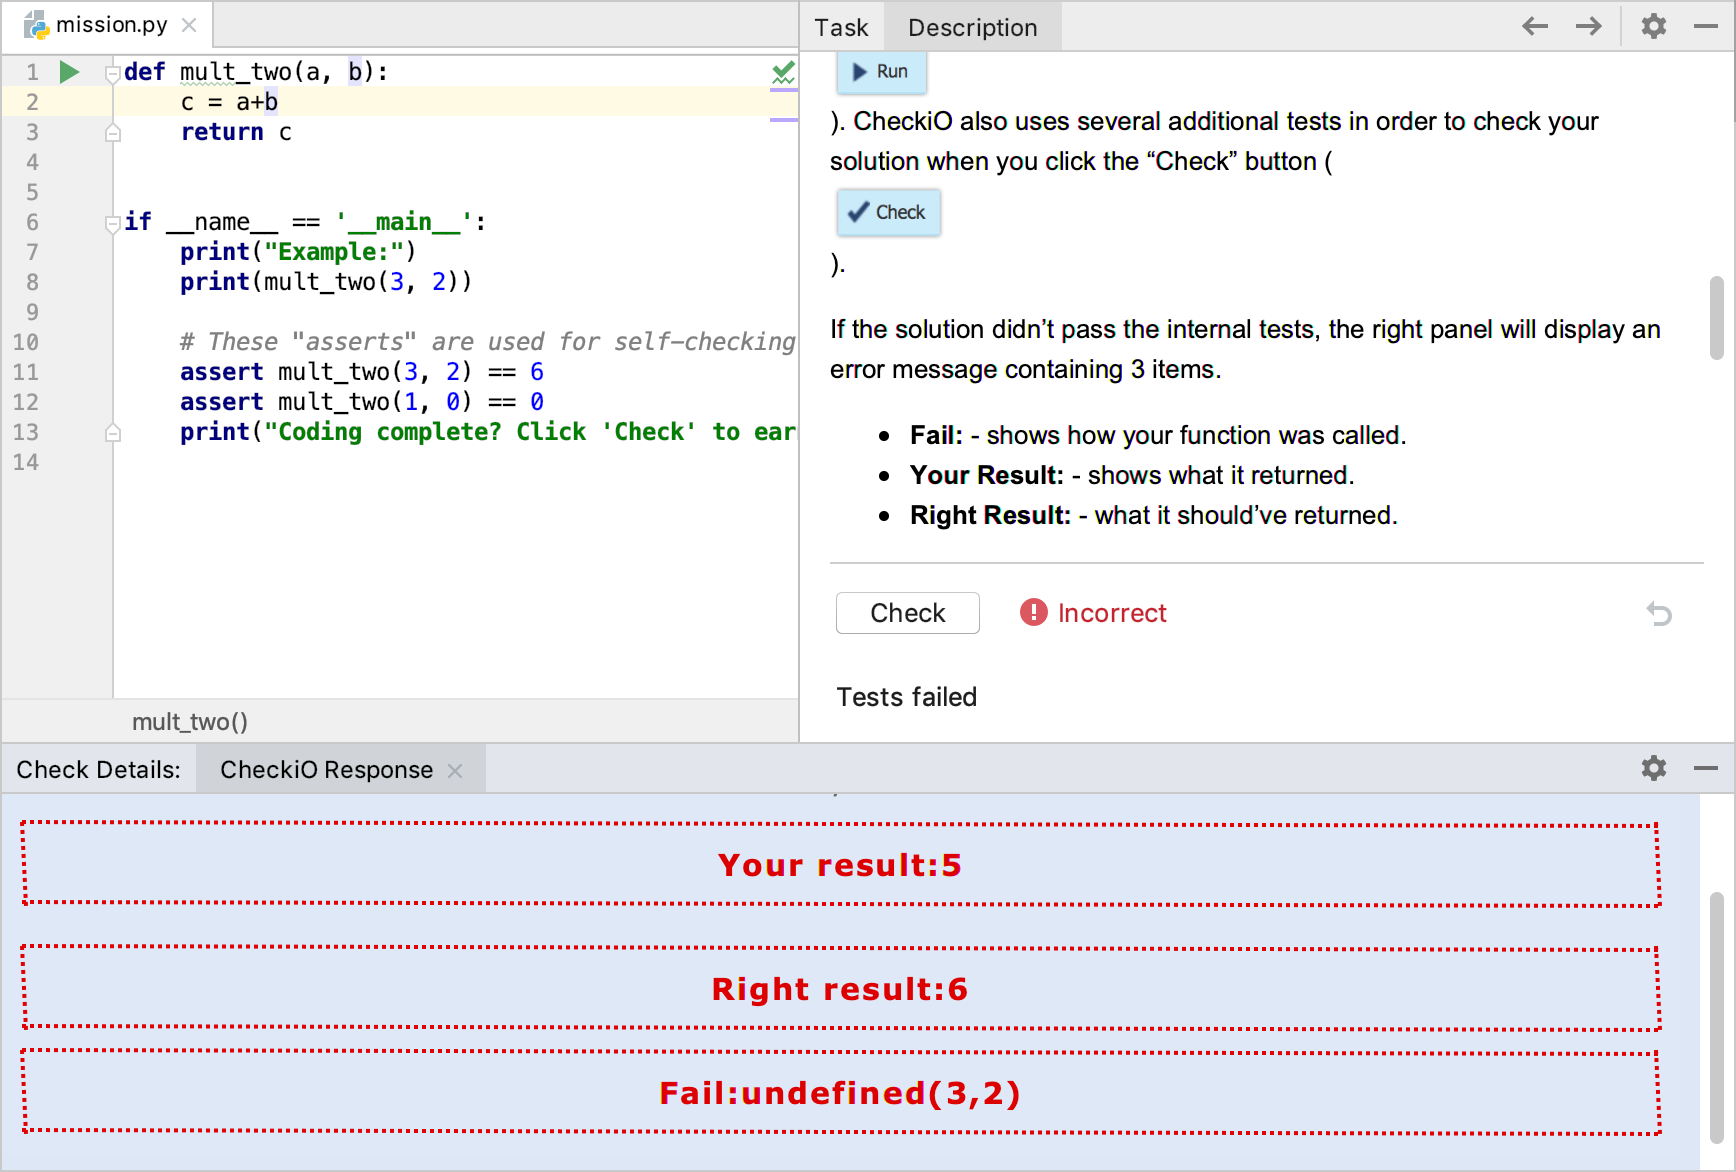 mission.py
1 def mult_two(a, b):
2     c = a+b
3     return c
4
5
6 if __name__ == '__main__':
7     print("Example:")
8     print(mult_two(3, 2))
9
10     # These "asserts" are used for self-checking
11     assert mult_two(3, 2) == 6
12     assert mult_two(1, 0) == 0
13     print("Coding complete? Click 'Check' to ear
14
mult_two()
Task Description
Run
). CheckiO also uses several additional tests in order to check your
solution when you click the “Check” button (
Check
).
If the solution didn’t pass the internal tests, the right panel will display an
error message containing 3 items.
• Fail: - shows how your function was called.
• Your Result: - shows what it returned.
• Right Result: - what it should’ve returned.
Check Incorrect
Tests failed
Check Details: CheckiO Response
Your result:5
Right result:6
Fail:undefined(3,2)